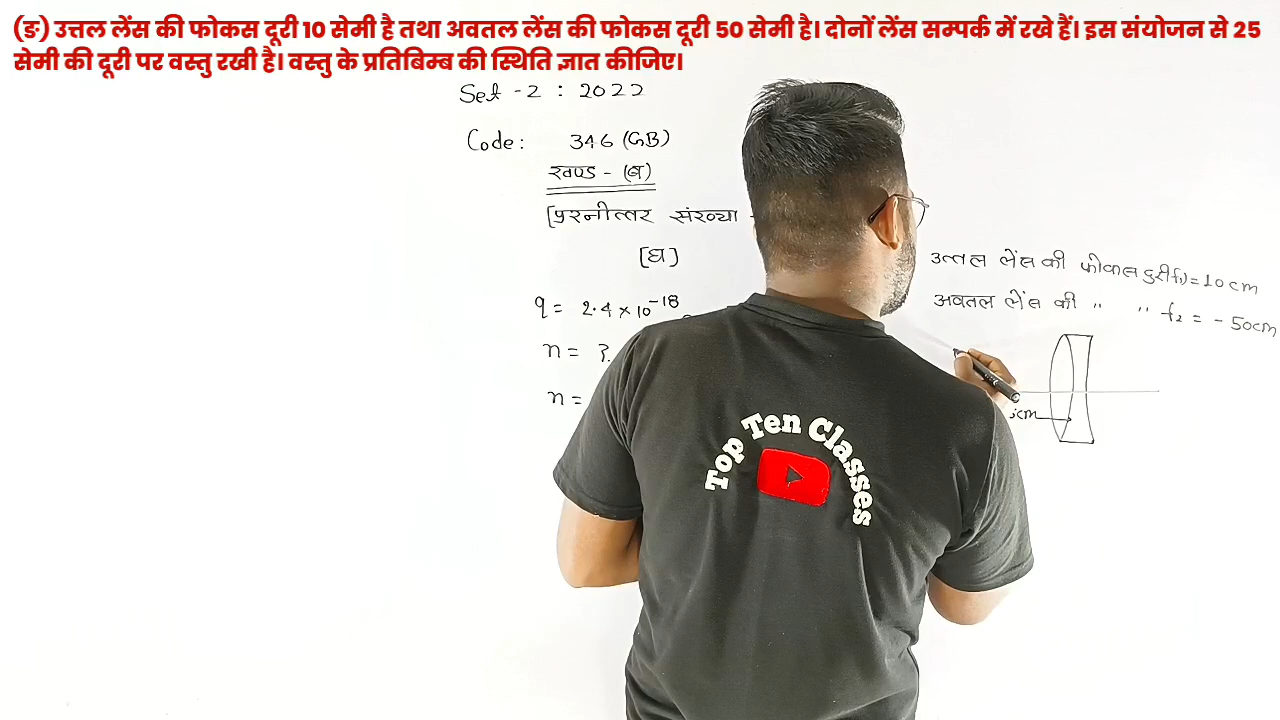 (ङ) उत्तल लेंस की फोकस दूरी 10 सेमी है तथा अवतल लेंस की फोकस दूरी 50 सेमी है। दोनों लेंस सम्पर्क में रखे हैं। इस संयोजन से 25
सेमी की दूरी पर वस्तु रखी है। वस्तु के प्रतिबिम्ब की स्थिति ज्ञात कीजिए।
Set - 2 : 2022
Code: 346 (GB)
खण्ड - (ब)
[प्रश्नोत्तर संख्या -
[घ]
q = 2.4 × 10⁻¹⁸
n = 3.
n =
उत्तल लेंस की फोकस दुरी f₁) = 10 cm
अवतल लेंस की " " f₂ = - 50cm
cm
Top Ten Classes